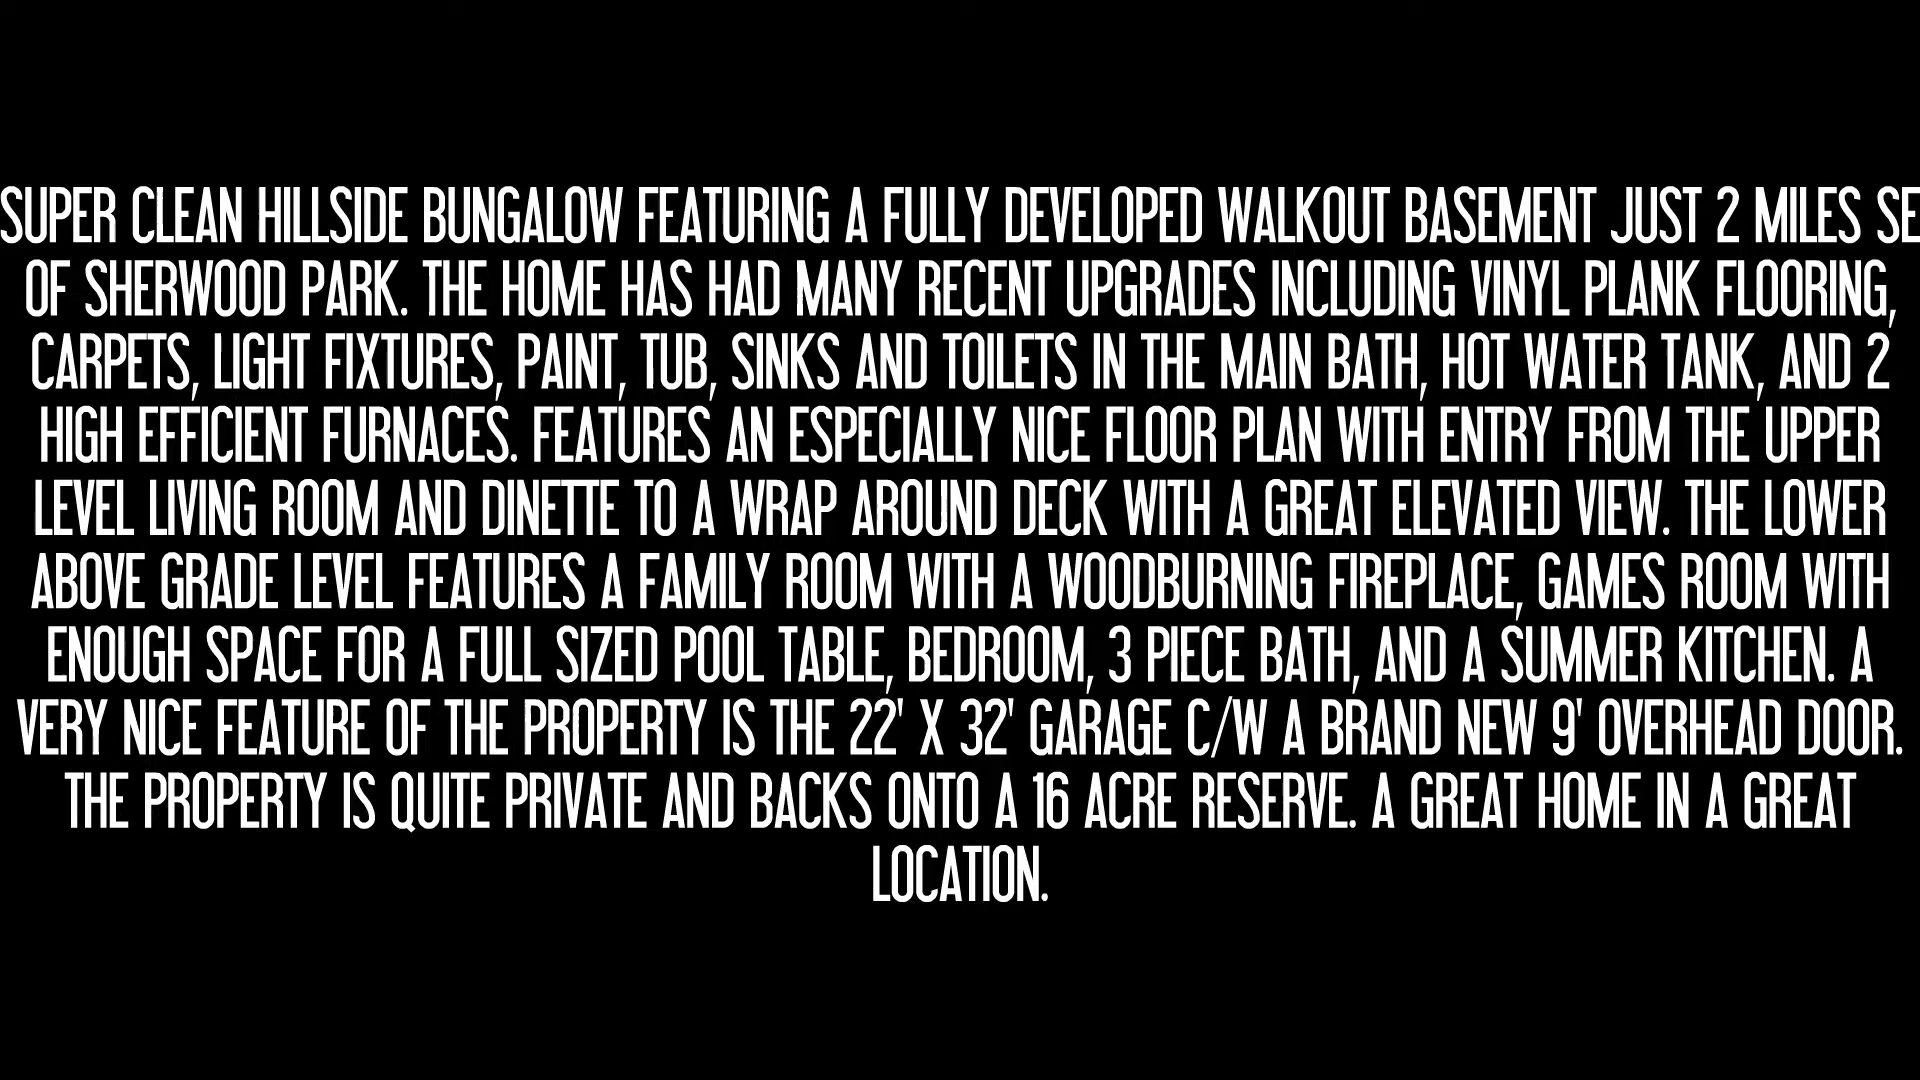 SUPER CLEAN HILLSIDE BUNGALOW FEATURING A FULLY DEVELOPED WALKOUT BASEMENT JUST 2 MILES SE
OF SHERWOOD PARK. THE HOME HAS HAD MANY RECENT UPGRADES INCLUDING VINYL PLANK FLOORING,
CARPETS, LIGHT FIXTURES, PAINT, TUB, SINKS AND TOILETS IN THE MAIN BATH, HOT WATER TANK, AND 2
HIGH EFFICIENT FURNACES. FEATURES AN ESPECIALLY NICE FLOOR PLAN WITH ENTRY FROM THE UPPER
LEVEL LIVING ROOM AND DINETTE TO A WRAP AROUND DECK WITH A GREAT ELEVATED VIEW. THE LOWER
ABOVE GRADE LEVEL FEATURES A FAMILY ROOM WITH A WOODBURNING FIREPLACE, GAMES ROOM WITH
ENOUGH SPACE FOR A FULL SIZED POOL TABLE, BEDROOM, 3 PIECE BATH, AND A SUMMER KITCHEN. A
VERY NICE FEATURE OF THE PROPERTY IS THE 22' X 32' GARAGE C/W A BRAND NEW 9' OVERHEAD DOOR.
THE PROPERTY IS QUITE PRIVATE AND BACKS ONTO A 16 ACRE RESERVE. A GREAT HOME IN A GREAT
LOCATION.